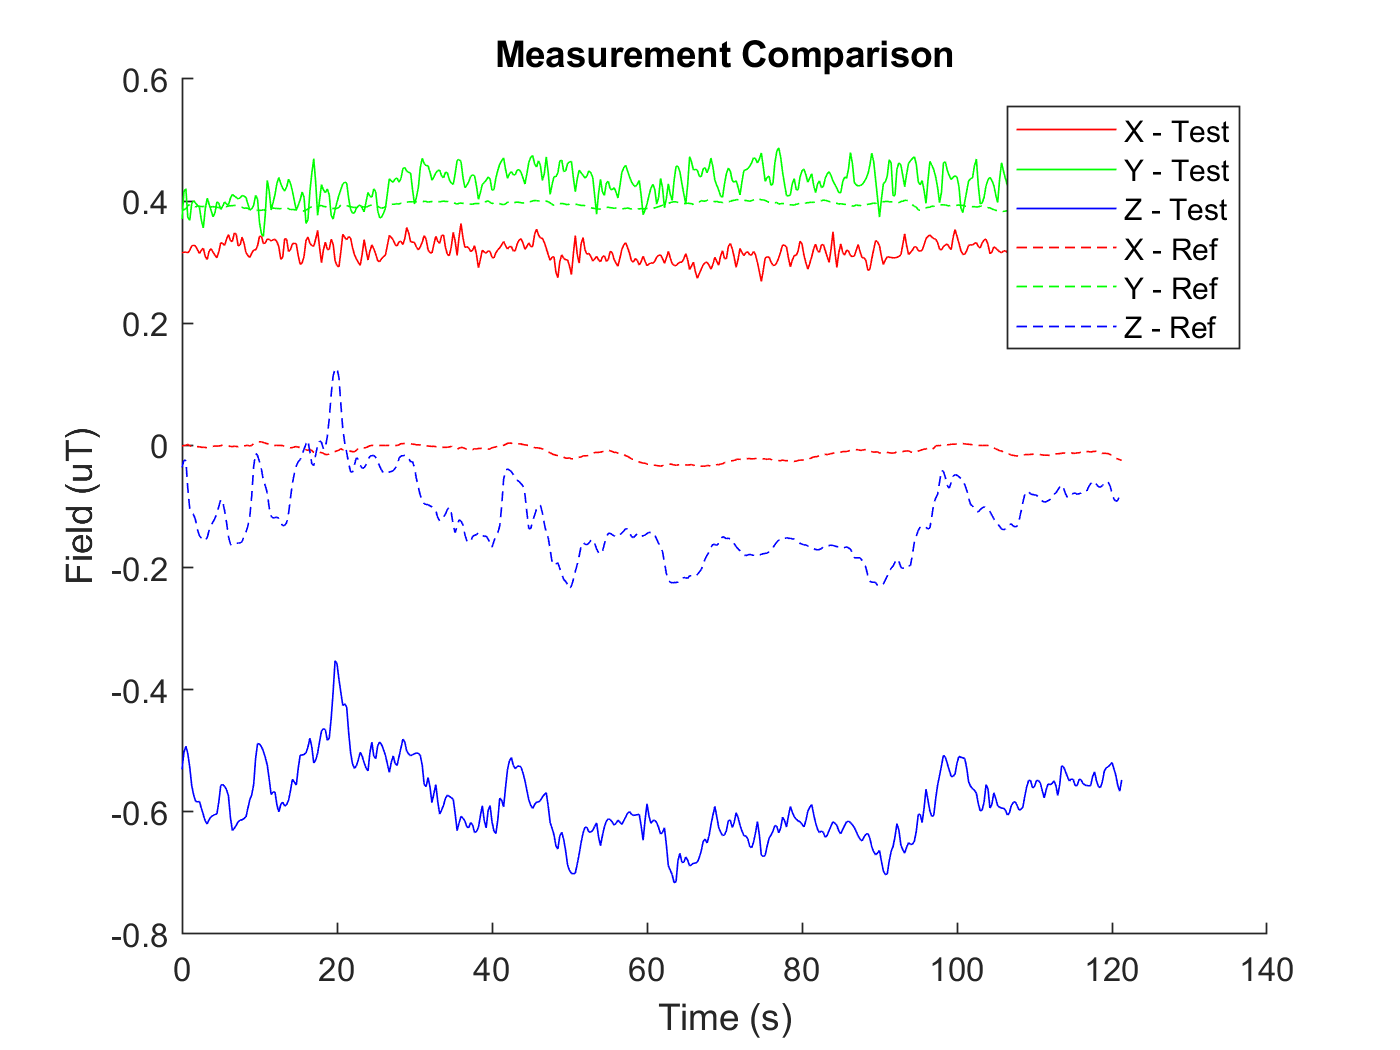 Measurement Comparison
0.6
0.4
0.2
0
-0.2
-0.4
-0.6
-0.8
Field (uT)
X - Test
Y - Test
Z - Test
X - Ref
Y - Ref
Z - Ref
0 20 40 60 80 100 120 140
Time (s)